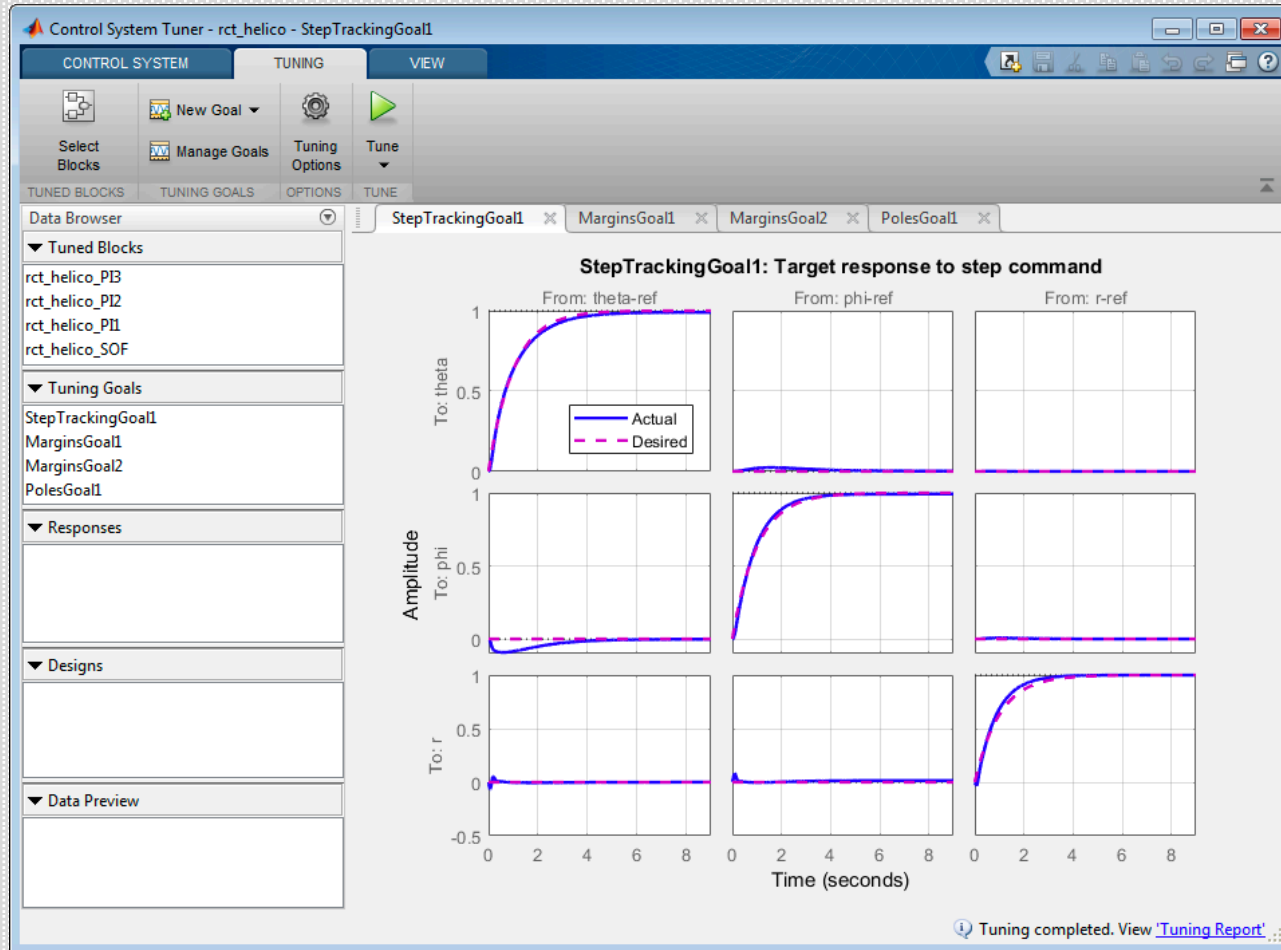 Control System Tuner - rct_helico - StepTrackingGoal1
CONTROL SYSTEM
TUNING
VIEW
Select
Blocks
New Goal
Manage Goals
Tuning
Options
Tune
TUNED BLOCKS
TUNING GOALS
OPTIONS
TUNE
Data Browser
Tuned Blocks
rct_helico_PI3
rct_helico_PI2
rct_helico_PI1
rct_helico_SOF
Tuning Goals
StepTrackingGoal1
MarginsGoal1
MarginsGoal2
PolesGoal1
Responses
Designs
Data Preview
StepTrackingGoal1
MarginsGoal1
MarginsGoal2
PolesGoal1
StepTrackingGoal1: Target response to step command
From: theta-ref
From: phi-ref
From: r-ref
To: theta
1
0.5
0
Actual
Desired
Amplitude
To: phi
1
0.5
0
To: r
1
0.5
0
-0.5
0 2 4 6 8
0 2 4 6 8
0 2 4 6 8
Time (seconds)
Tuning completed. View 'Tuning Report'